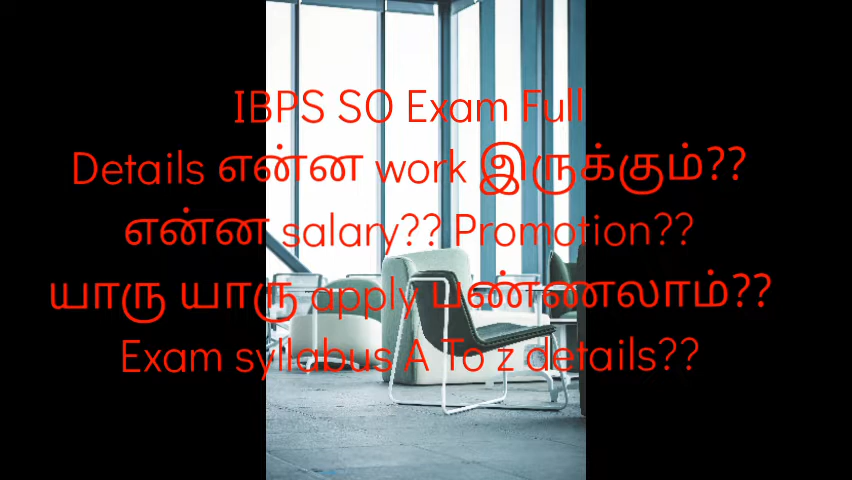 IBPS SO Exam Full
Details என்ன work இருக்கும்??
என்ன salary?? Promotion??
யாரு யாரு apply பண்ணலாம்??
Exam syllabus A To z details??